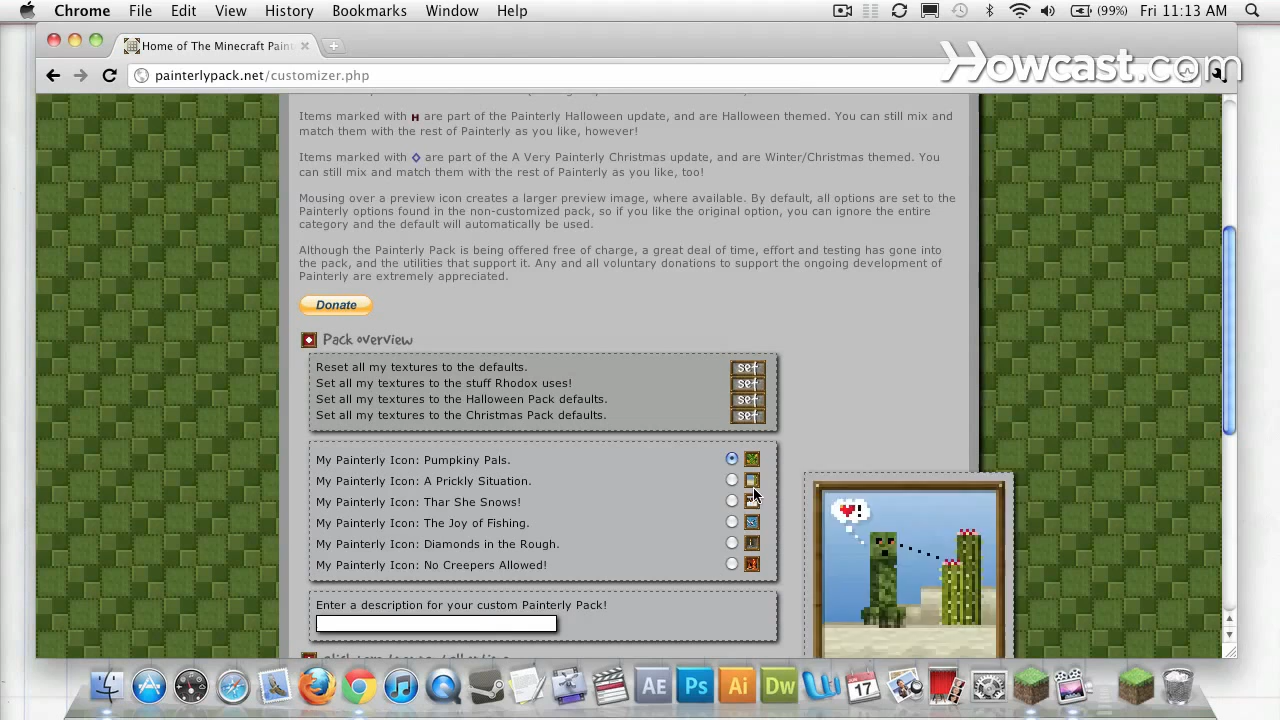 Chrome File Edit View History Bookmarks Window Help (99%) Fri 11:13 AM
Home of The Minecraft Pain
Howcast.com
painterlypack.net/customizer.php
Items marked with H are part of the Painterly Halloween update, and are Halloween themed. You can still mix and
match them with the rest of Painterly as you like, however!
Items marked with are part of the A Very Painterly Christmas update, and are Winter/Christmas themed. You
can still mix and match them with the rest of Painterly as you like, too!
Mousing over a preview icon creates a larger preview image, where available. By default, all options are set to the
Painterly options found in the non-customized pack, so if you like the original option, you can ignore the entire
category and the default will automatically be used.
Although the Painterly Pack is being offered free of charge, a great deal of time, effort and testing has gone into
the pack, and the utilities that support it. Any and all voluntary donations to support the ongoing development of
Painterly are extremely appreciated.
Donate
Pack overview
Reset all my textures to the defaults. set
Set all my textures to the stuff Rhodox uses! set
Set all my textures to the Halloween Pack defaults. set
Set all my textures to the Christmas Pack defaults. set
My Painterly Icon: Pumpkiny Pals.
My Painterly Icon: A Prickly Situation.
My Painterly Icon: Thar She Snows!
My Painterly Icon: The Joy of Fishing.
My Painterly Icon: Diamonds in the Rough.
My Painterly Icon: No Creepers Allowed!
!
Enter a description for your custom Painterly Pack!
AE Ps Ai Dw
JAN
17